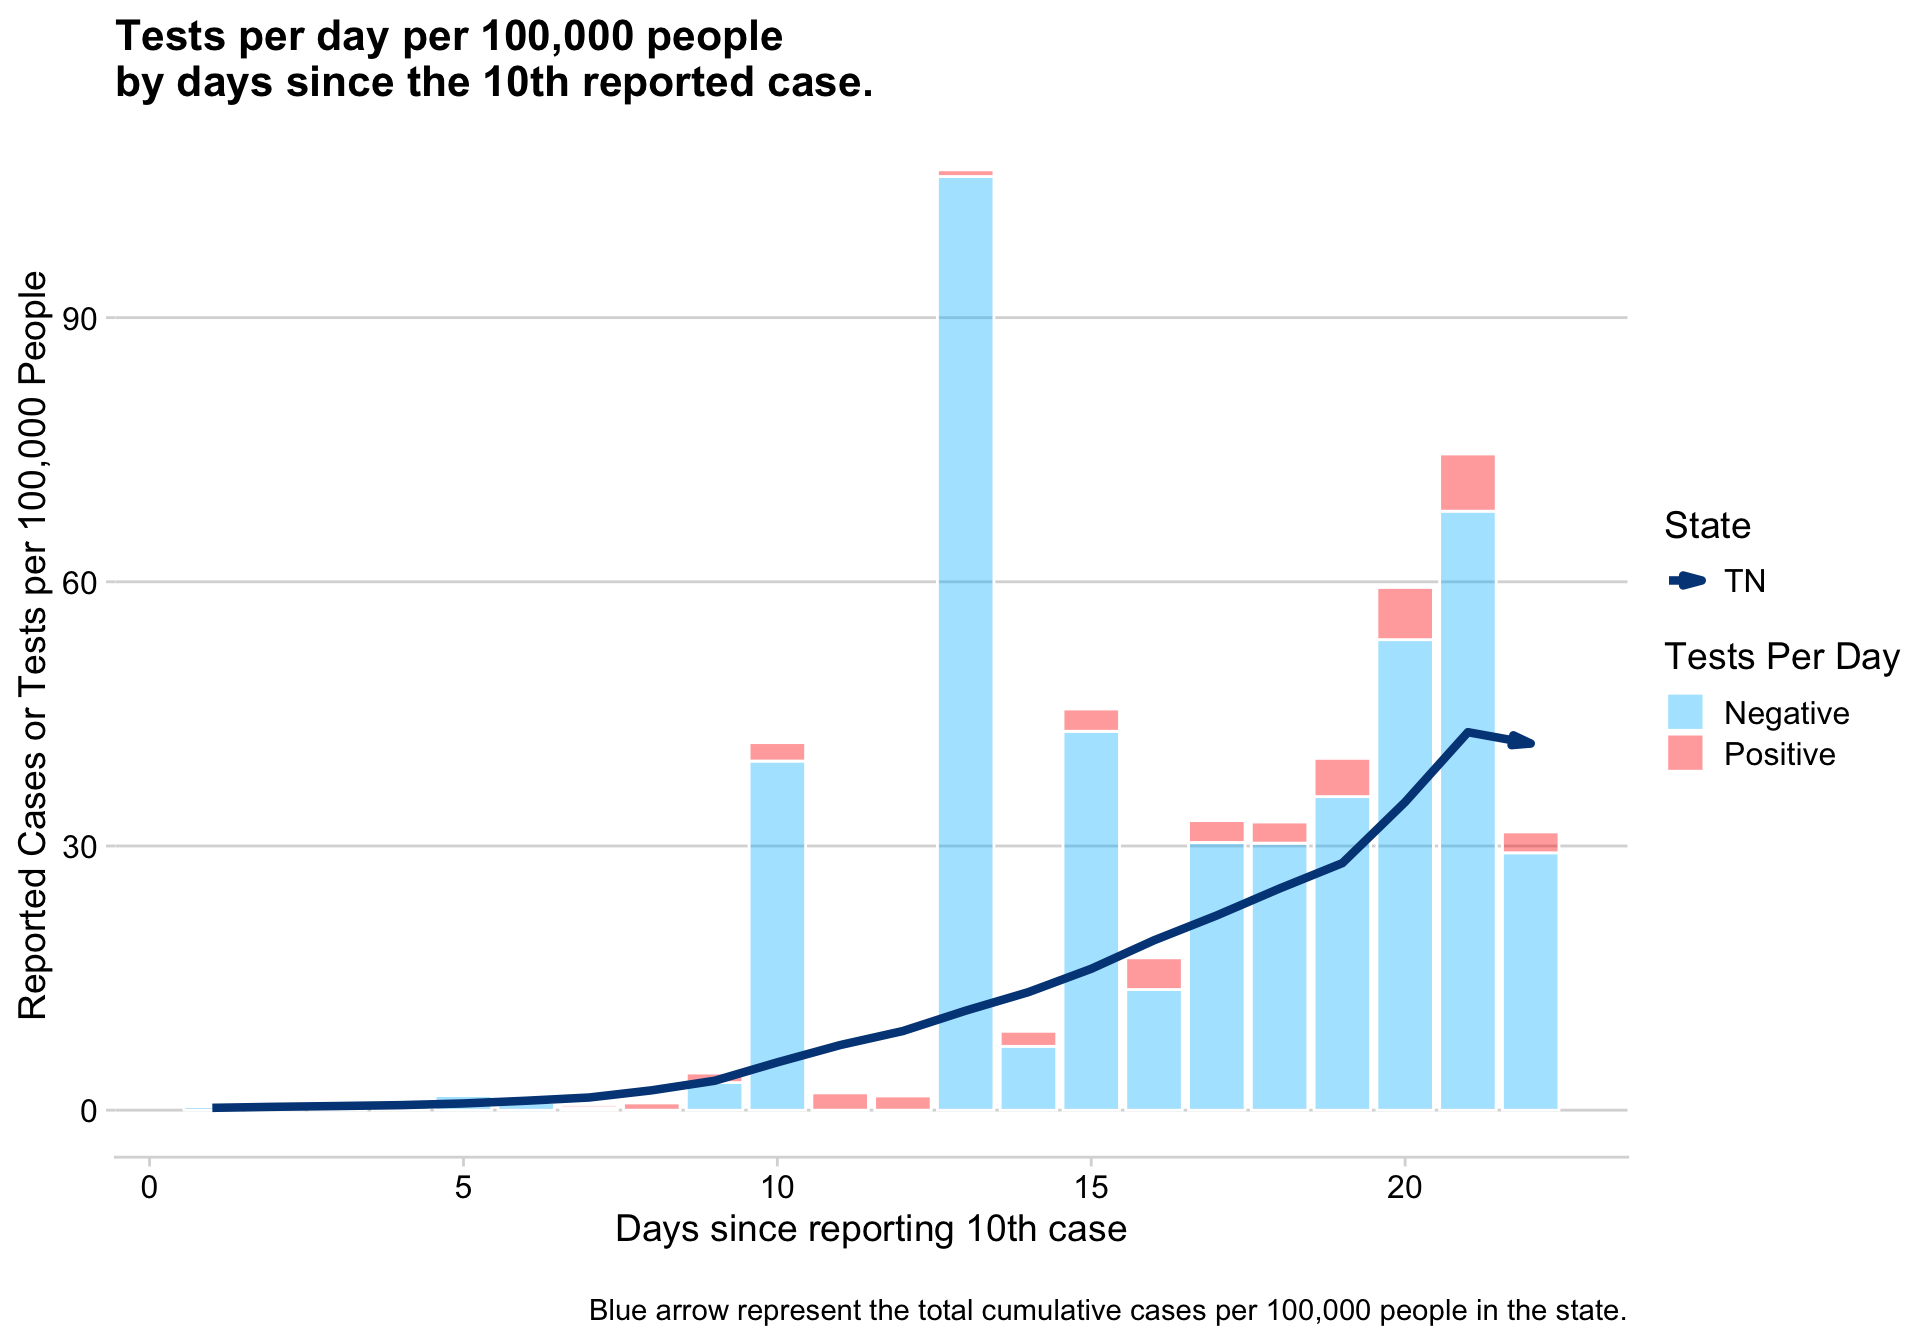 Tests per day per 100,000 people
by days since the 10th reported case.
Reported Cases or Tests per 100,000 People
90
60
30
0
0
5
10
15
20
Days since reporting 10th case
State
TN
Tests Per Day
Negative
Positive
Blue arrow represent the total cumulative cases per 100,000 people in the state.